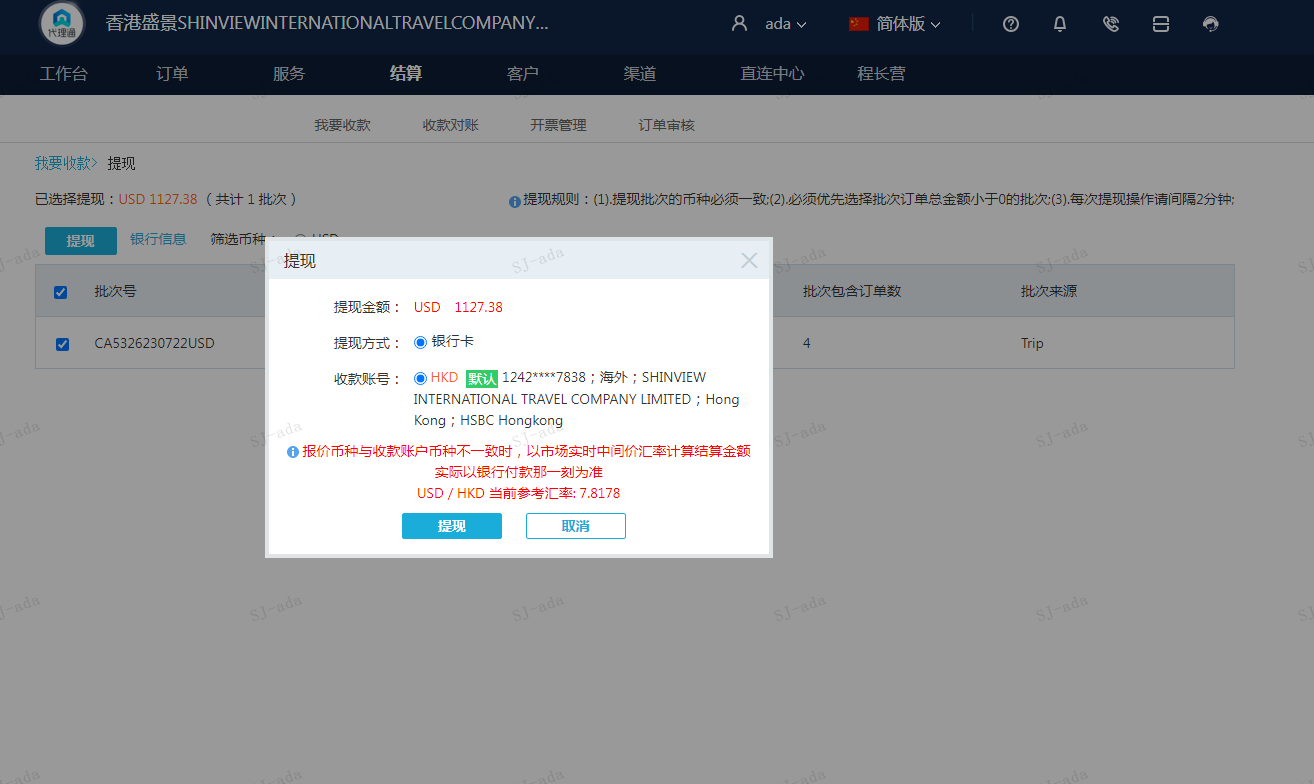 代理通
香港盛景SHINVIEWINTERNATIONALTRAVELCOMPANY...
ada
简体版
工作台 订单 服务 结算 客户 渠道 直连中心 程长营
我要收款 收款对账 开票管理 订单审核
我要收款> 提现
已选择提现：USD 1127.38（共计 1 批次 ）
提现规则：(1).提现批次的币种必须一致;(2).必须优先选择批次订单总金额小于0的批次;(3).每次提现操作请间隔2分钟;
提现 银行信息 筛选币种： USD
批次号 批次包含订单数 批次来源
CA5326230722USD 4 Trip
提现
提现金额： USD 1127.38
提现方式： 银行卡
收款账号： HKD 默认 1242****7838；海外；SHINVIEW
INTERNATIONAL TRAVEL COMPANY LIMITED；Hong
Kong；HSBC Hongkong
报价币种与收款账户币种不一致时，以市场实时中间价汇率计算结算金额
实际以银行付款那一刻为准
USD / HKD 当前参考汇率: 7.8178
提现 取消
SJ-ada